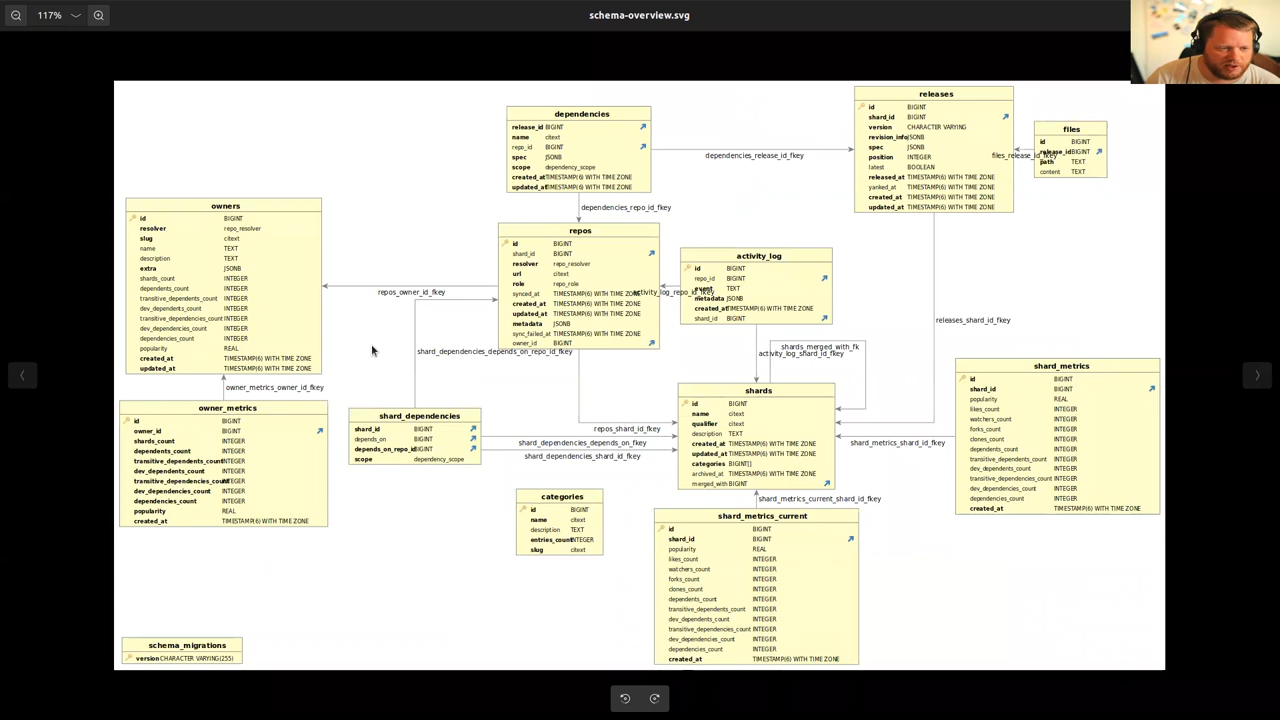 117%
schema-overview.svg
dependencies
release_id BIGINT
name citext
repo_id BIGINT
spec JSONB
scope dependency_scope
created_at TIMESTAMP(6) WITH TIME ZONE
updated_at TIMESTAMP(6) WITH TIME ZONE
dependencies_release_id_fkey
releases
id BIGINT
shard_id BIGINT
version CHARACTER VARYING
revision_info JSONB
spec JSONB
position INTEGER
latest BOOLEAN
released_at TIMESTAMP(6) WITH TIME ZONE
yanked_at TIMESTAMP(6) WITH TIME ZONE
created_at TIMESTAMP(6) WITH TIME ZONE
updated_at TIMESTAMP(6) WITH TIME ZONE
files
id BIGINT
release_id BIGINT
path TEXT
content TEXT
files_release_id_fkey
dependencies_repo_id_fkey
owners
id BIGINT
resolver repo_resolver
slug citext
name TEXT
description TEXT
extra JSONB
shards_count INTEGER
dependents_count INTEGER
transitive_dependents_count INTEGER
dev_dependents_count INTEGER
transitive_dependencies_count INTEGER
dev_dependencies_count INTEGER
dependencies_count INTEGER
popularity REAL
created_at TIMESTAMP(6) WITH TIME ZONE
updated_at TIMESTAMP(6) WITH TIME ZONE
repos_owner_id_fkey
repos
id BIGINT
shard_id BIGINT
resolver repo_resolver
url citext
role repo_role
synced_at TIMESTAMP(6) WITH TIME ZONE
created_at TIMESTAMP(6) WITH TIME ZONE
updated_at TIMESTAMP(6) WITH TIME ZONE
metadata JSONB
sync_failed_at TIMESTAMP(6) WITH TIME ZONE
owner_id BIGINT
activity_log_repo_id_fkey
activity_log
id BIGINT
repo_id BIGINT
event TEXT
metadata JSONB
created_at TIMESTAMP(6) WITH TIME ZONE
shard_id BIGINT
releases_shard_id_fkey
shard_dependencies_depends_on_repo_id_fkey
shards_merged_with_fk
activity_log_shard_id_fkey
owner_metrics_owner_id_fkey
owner_metrics
id BIGINT
owner_id BIGINT
shards_count INTEGER
dependents_count INTEGER
transitive_dependents_count INTEGER
dev_dependents_count INTEGER
transitive_dependencies_count INTEGER
dev_dependencies_count INTEGER
dependencies_count INTEGER
popularity REAL
created_at TIMESTAMP(6) WITH TIME ZONE
shard_dependencies
shard_id BIGINT
depends_on BIGINT
depends_on_repo_id BIGINT
scope dependency_scope
repos_shard_id_fkey
shard_dependencies_depends_on_fkey
shard_dependencies_shard_id_fkey
shards
id BIGINT
name citext
qualifier citext
description TEXT
created_at TIMESTAMP(6) WITH TIME ZONE
updated_at TIMESTAMP(6) WITH TIME ZONE
categories BIGINT[]
archived_at TIMESTAMP(6) WITH TIME ZONE
merged_with BIGINT
shard_metrics_shard_id_fkey
shard_metrics
id BIGINT
shard_id BIGINT
popularity REAL
likes_count INTEGER
watchers_count INTEGER
forks_count INTEGER
clones_count INTEGER
dependents_count INTEGER
transitive_dependents_count INTEGER
dev_dependents_count INTEGER
transitive_dependencies_count INTEGER
dev_dependencies_count INTEGER
dependencies_count INTEGER
created_at TIMESTAMP(6) WITH TIME ZONE
categories
id BIGINT
name citext
description TEXT
entries_count INTEGER
slug citext
shard_metrics_current_shard_id_fkey
shard_metrics_current
id BIGINT
shard_id BIGINT
popularity REAL
likes_count INTEGER
watchers_count INTEGER
forks_count INTEGER
clones_count INTEGER
dependents_count INTEGER
transitive_dependents_count INTEGER
dev_dependents_count INTEGER
transitive_dependencies_count INTEGER
dev_dependencies_count INTEGER
dependencies_count INTEGER
created_at TIMESTAMP(6) WITH TIME ZONE
schema_migrations
version CHARACTER VARYING(255)